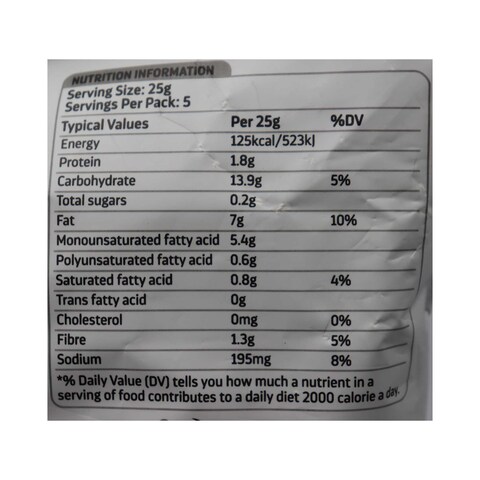 NUTRITION INFORMATION
Serving Size: 25g
Servings Per Pack: 5
Typical Values Per 25g %DV
Energy 125kcal/523kJ
Protein 1.8g
Carbohydrate 13.9g 5%
Total sugars 0.2g
Fat 7g 10%
Monounsaturated fatty acid 5.4g
Polyunsaturated fatty acid 0.6g
Saturated fatty acid 0.8g 4%
Trans fatty acid 0g
Cholesterol 0mg 0%
Fibre 1.3g 5%
Sodium 195mg 8%
*% Daily Value (DV) tells you how much a nutrient in a
serving of food contributes to a daily diet 2000 calorie a day.